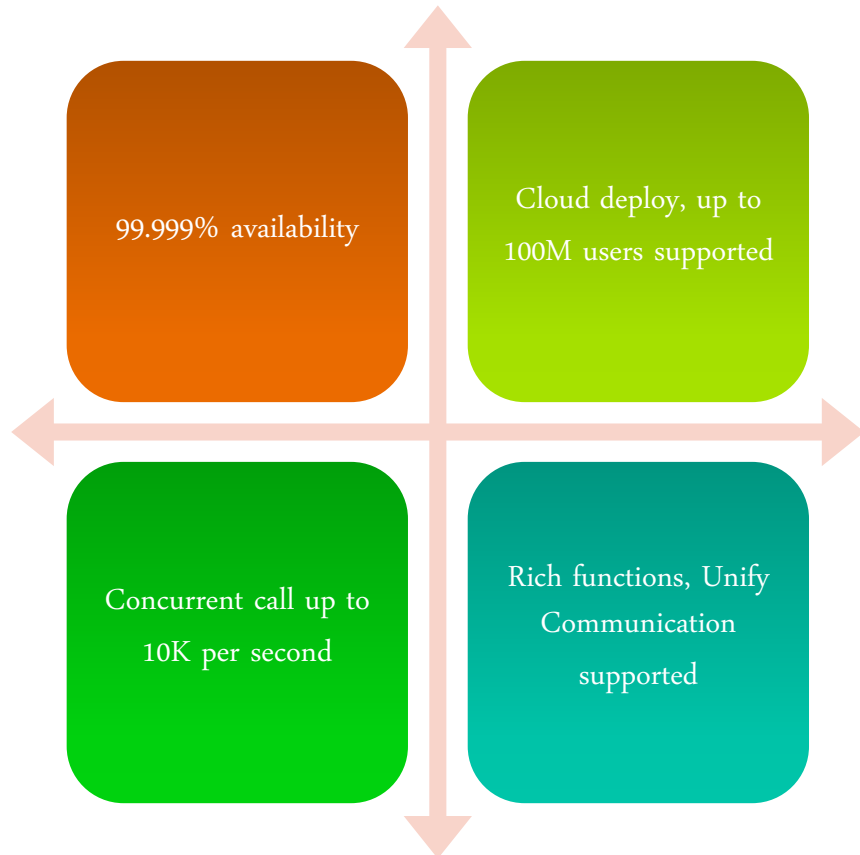 99.999% availability
Cloud deploy, up to
100M users supported
Concurrent call up to
10K per second
Rich functions, Unify
Communication
supported